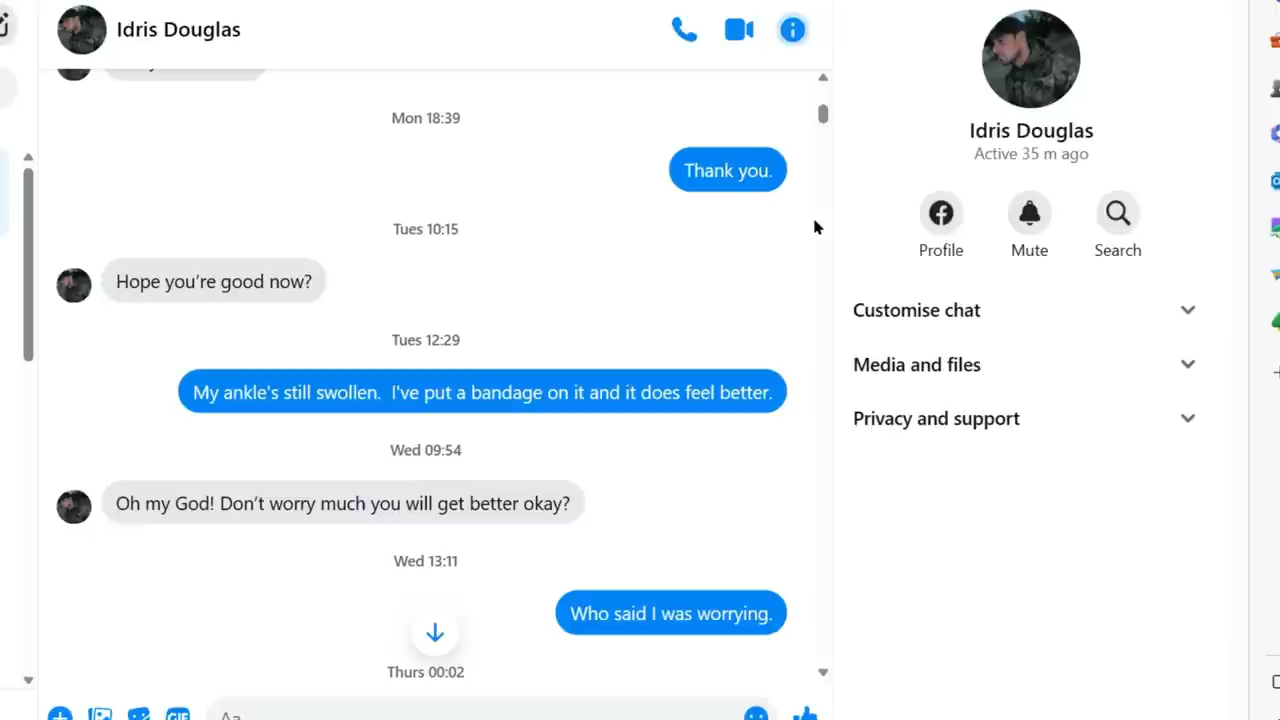 Idris Douglas
Mon 18:39
Thank you.
Tues 10:15
Hope you're good now?
Tues 12:29
My ankle's still swollen.  I've put a bandage on it and it does feel better.
Wed 09:54
Oh my God! Don't worry much you will get better okay?
Wed 13:11
Who said I was worrying.
Thurs 00:02
GIF
Aa
Idris Douglas
Active 35 m ago
Profile
Mute
Search
Customise chat
Media and files
Privacy and support